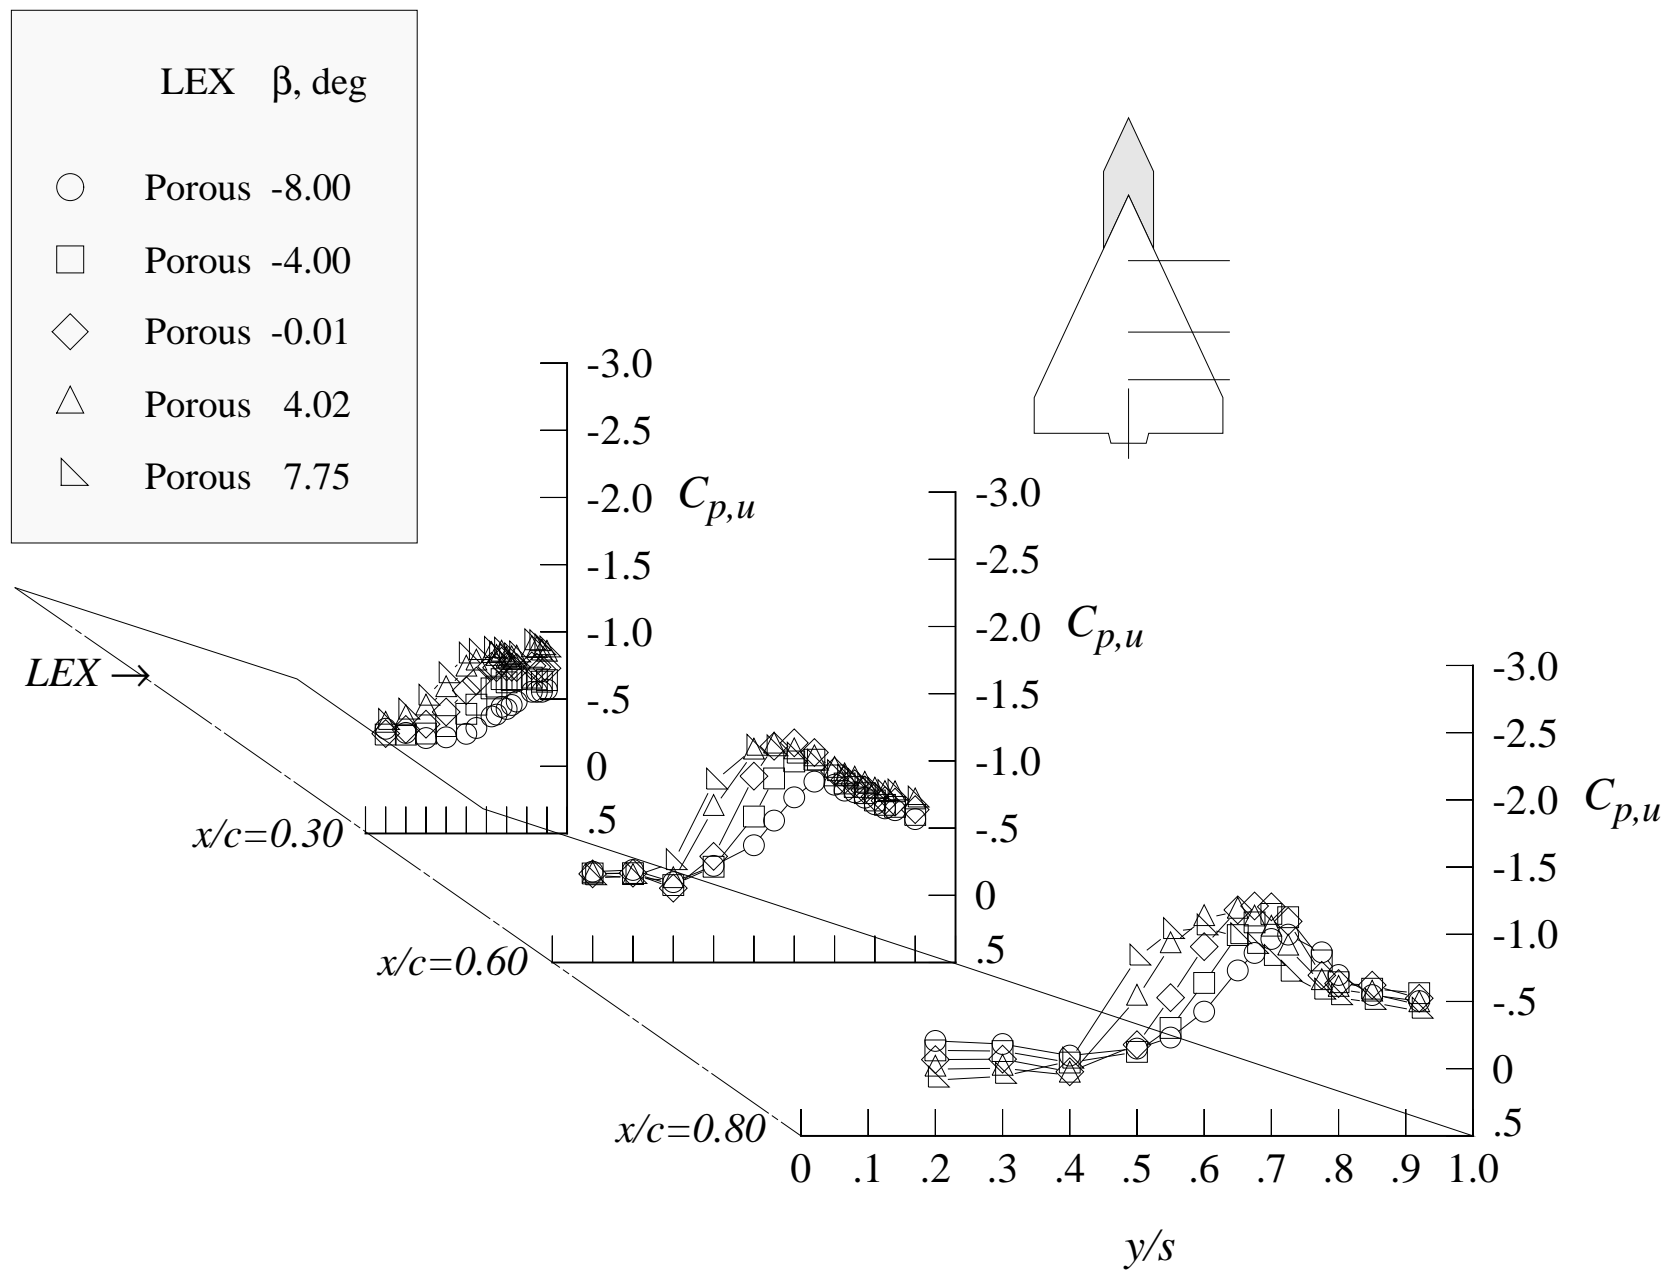 LEX β, deg
Porous -8.00
Porous -4.00
Porous -0.01
Porous 4.02
Porous 7.75
-3.0
-2.5
-2.0 Cp,u
-1.5
-1.0
-.5
0
.5
LEX →
x/c=0.30
-3.0
-2.5
-2.0 Cp,u
-1.5
-1.0
-.5
0
.5
x/c=0.60
-3.0
-2.5
-2.0 Cp,u
-1.5
-1.0
-.5
0
.5
x/c=0.80
0 .1 .2 .3 .4 .5 .6 .7 .8 .9 1.0
y/s